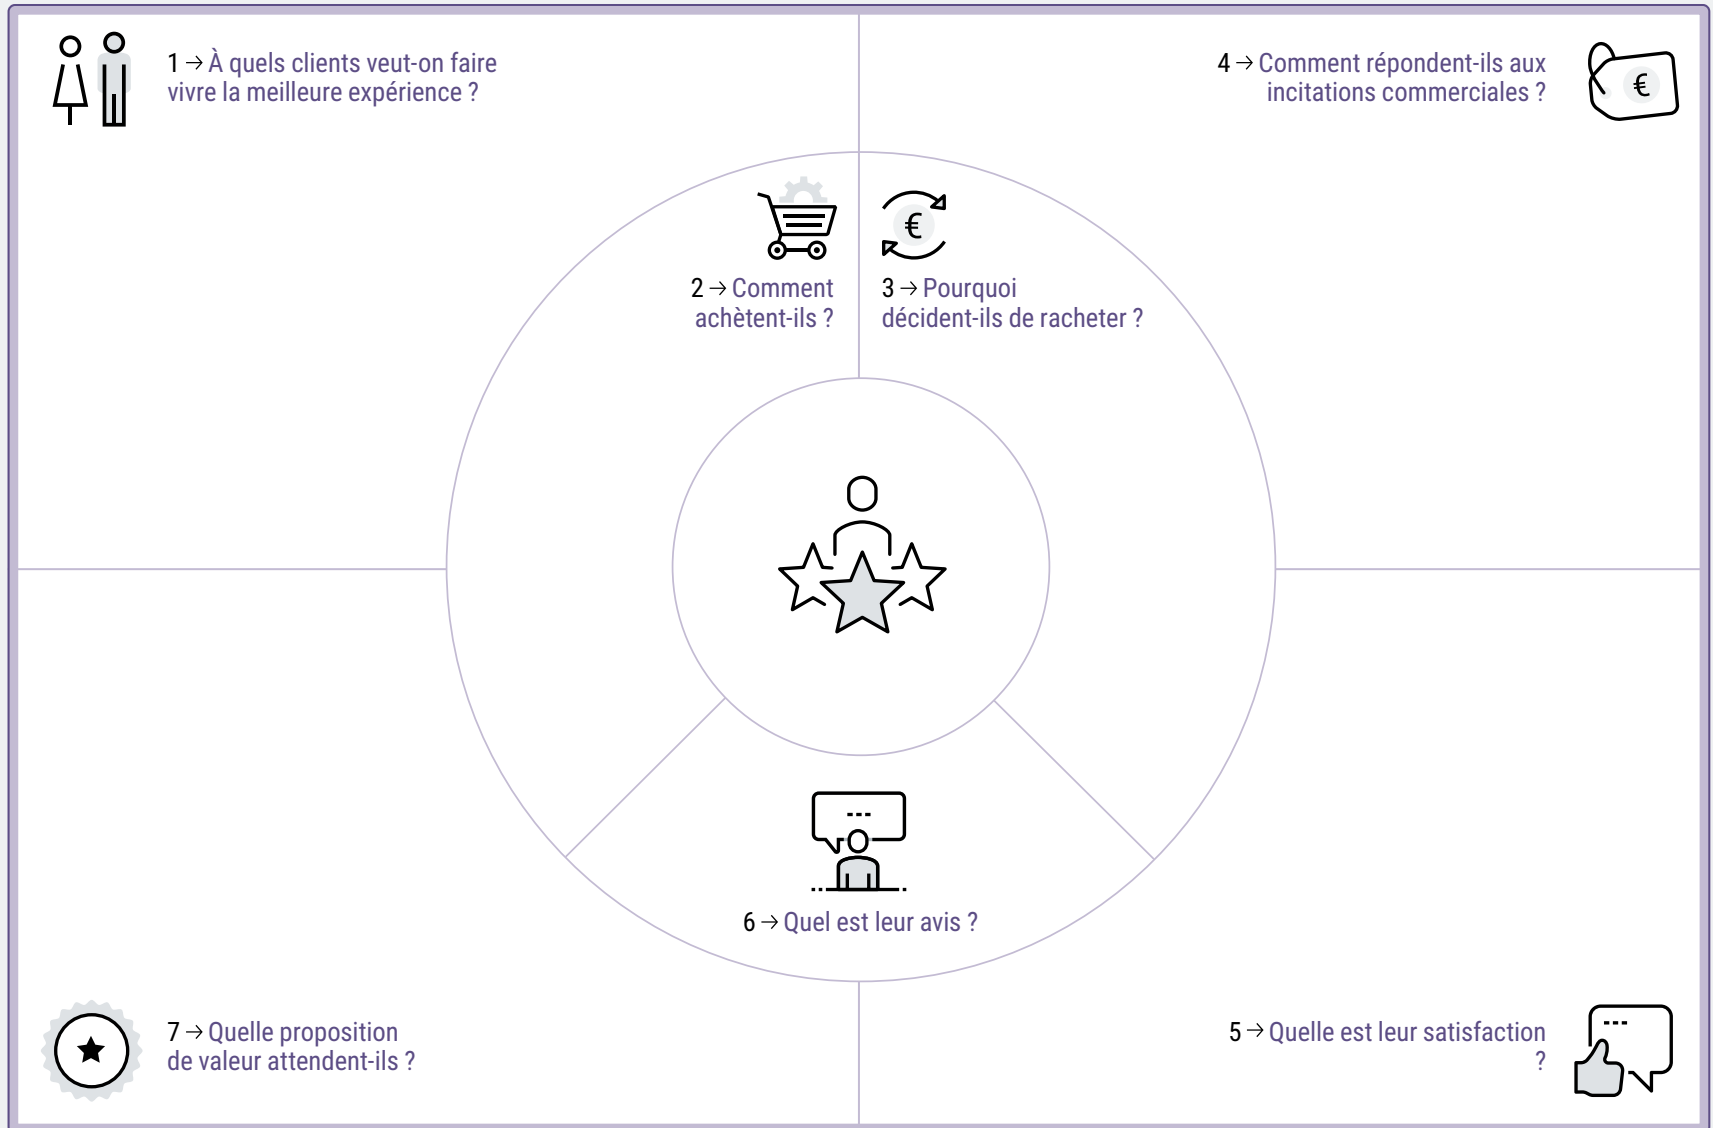 1 → À quels clients veut-on faire
vivre la meilleure expérience ?
4 → Comment répondent-ils aux
incitations commerciales ?
€
€
2 → Comment
achètent-ils ?
3 → Pourquoi
décident-ils de racheter ?
6 → Quel est leur avis ?
7 → Quelle proposition
de valeur attendent-ils ?
5 → Quelle est leur satisfaction
?